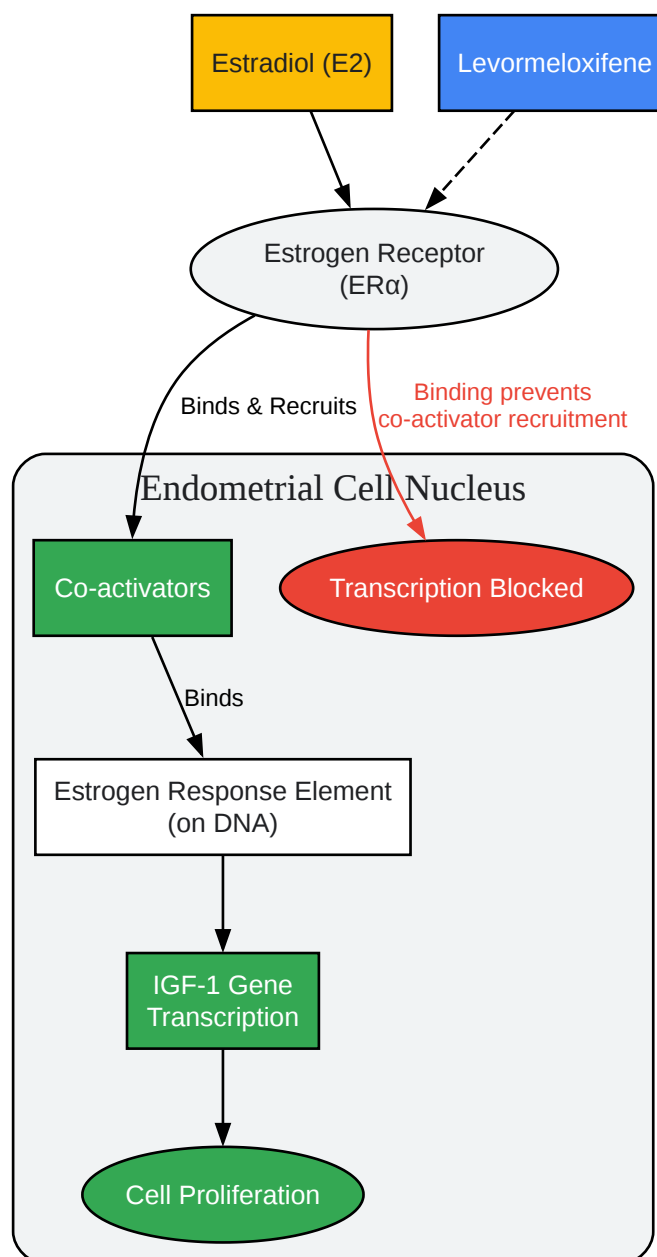 Estradiol (E2)
Levormeloxifene
Estrogen Receptor
(ERα)
Binds & Recruits
Binding prevents
co-activator recruitment
Endometrial Cell Nucleus
Co-activators
Transcription Blocked
Binds
Estrogen Response Element
(on DNA)
IGF-1 Gene
Transcription
Cell Proliferation